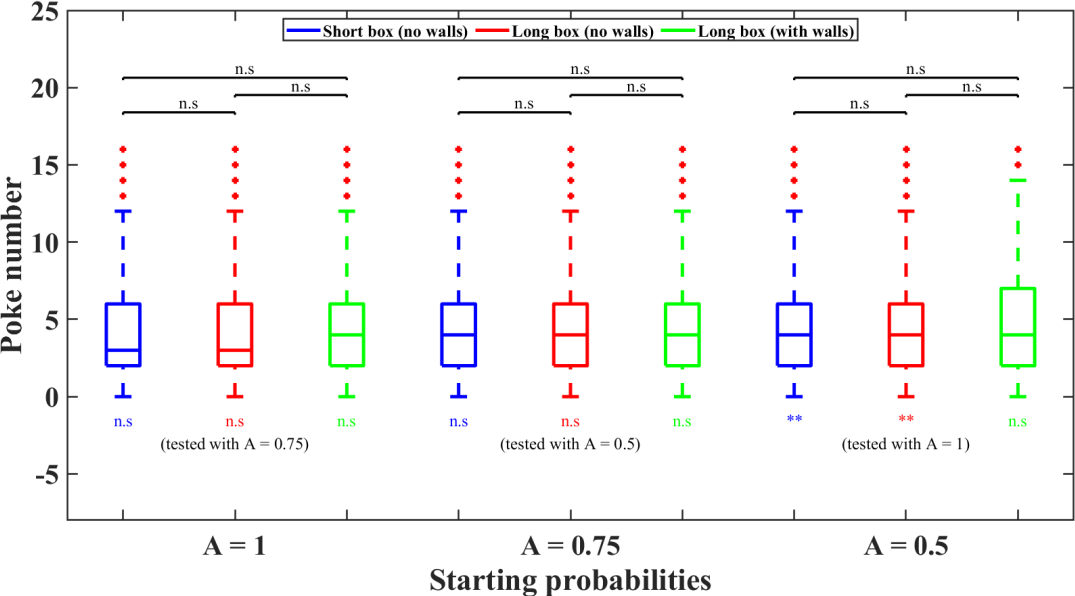 25
20
15
10
5
0
-5
Poke number
Short box (no walls) Long box (no walls) Long box (with walls)
n.s n.s n.s
n.s n.s n.s
n.s n.s n.s
n.s n.s n.s n.s n.s n.s ** ** n.s
(tested with A = 0.75) (tested with A = 0.5) (tested with A = 1)
A = 1 A = 0.75 A = 0.5
Starting probabilities